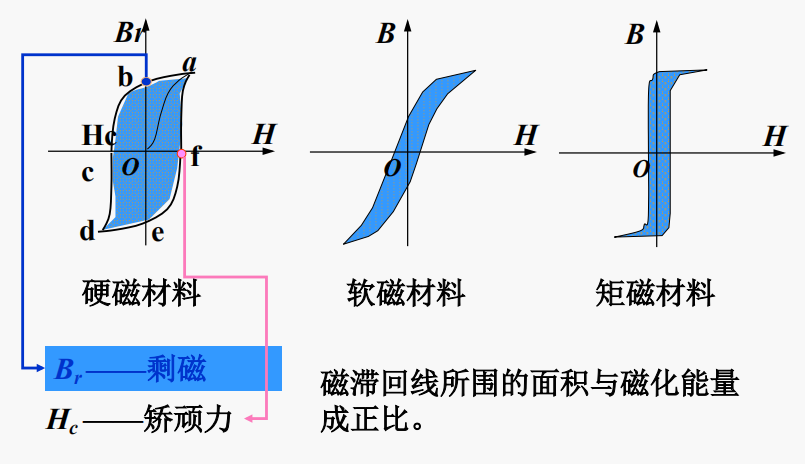 Br
a
b
Hc
H
f
c
O
d
e
硬磁材料
B
H
O
软磁材料
B
H
O
矩磁材料
Br ——剩磁
Hc ——矫顽力
磁滞回线所围的面积与磁化能量
成正比。